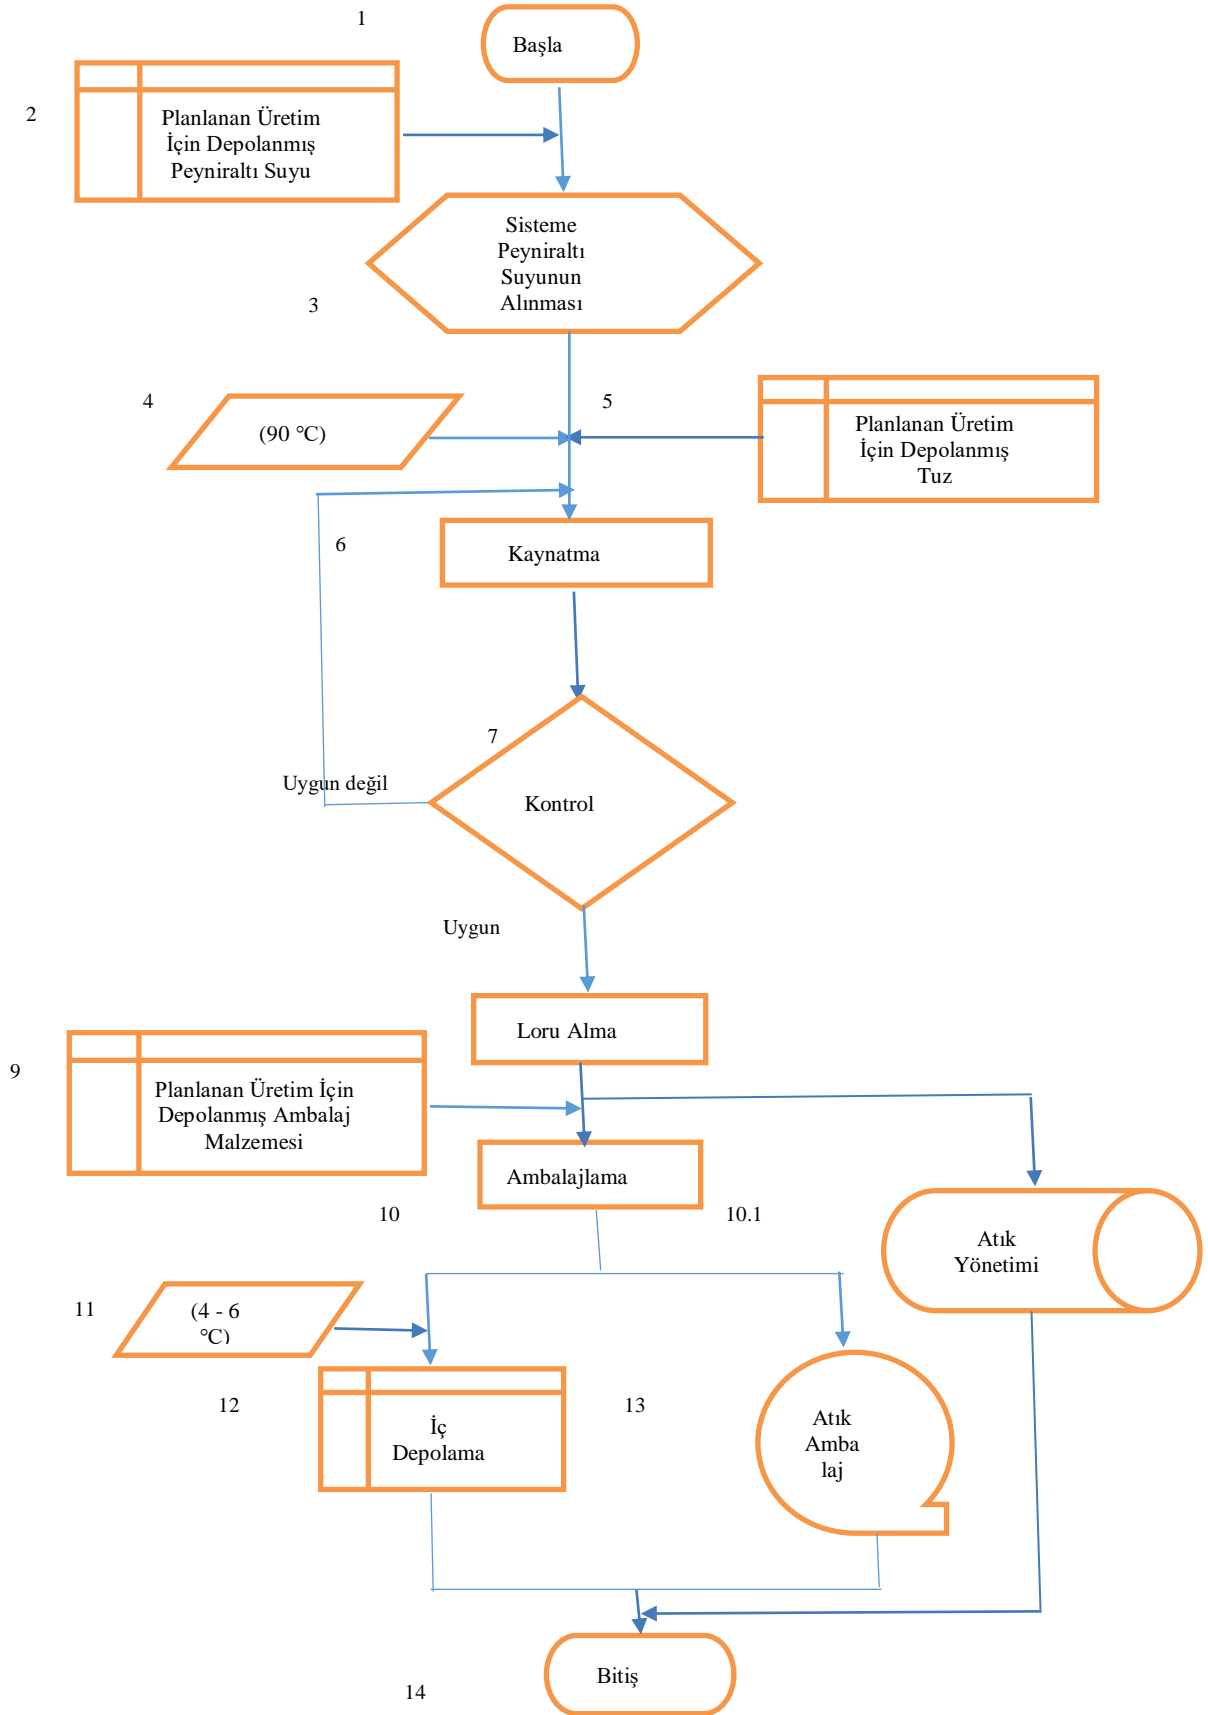 1
Başla
2
Planlanan Üretim
İçin Depolanmış
Peyniraltı Suyu
Sisteme
Peyniraltı
Suyunun
Alınması
3
4
(90 °C)
5
Planlanan Üretim
İçin Depolanmış
Tuz
6
Kaynatma
7
Uygun değil
Kontrol
Uygun
Loru Alma
9
Planlanan Üretim İçin
Depolanmış Ambalaj
Malzemesi
Ambalajlama
10
10.1
Atık
Yönetimi
11
(4 - 6
°C)
12
İç
Depolama
13
Atık
Amba
laj
Bitiş
14